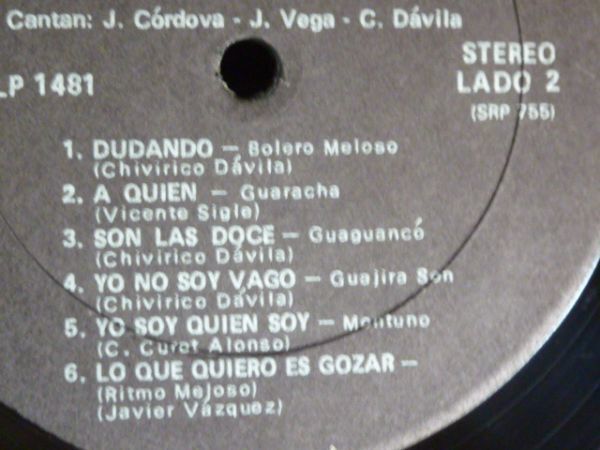 Cantan: J. Córdova - J. Vega - C. Dávila
LP 1481
STEREO
LADO 2
(SRP 755)
1. DUDANDO — Bolero Meloso
(Chivirico Dávila)
2. A QUIEN — Guaracha
(Vicente Sigle)
3. SON LAS DOCE — Guaguancó
(Chivirico Dávila)
4. YO NO SOY VAGO — Guajira Son
(Chivirico Dávila)
5. YO SOY QUIEN SOY — Montuno
(C. Curet Alonso)
6. LO QUE QUIERO ES GOZAR —
(Ritmo Meloso)
(Javier Vázquez)